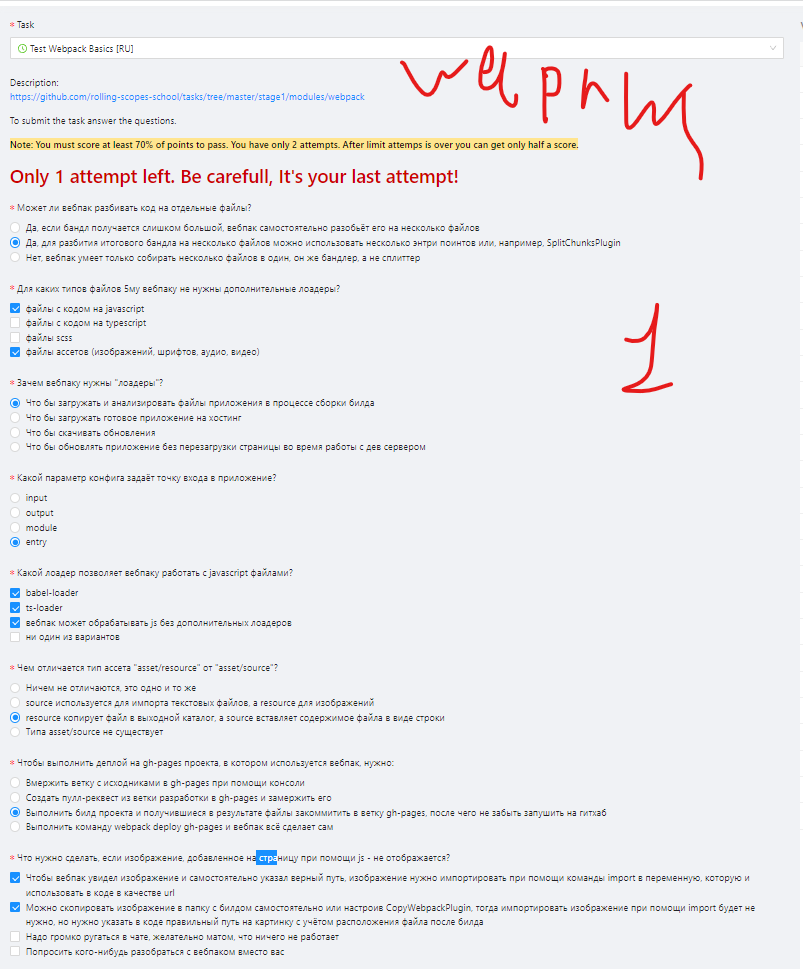 * Task
Test Webpack Basics [RU]
Description:
https://github.com/rolling-scopes-school/tasks/tree/master/stage1/modules/webpack
To submit the task answer the questions.
Note: You must score at least 70% of points to pass. You have only 2 attempts. After limit attemps is over you can get only half a score.
Only 1 attempt left. Be carefull, It's your last attempt!
* Может ли вебпак разбивать код на отдельные файлы?
Да, если бандл получается слишком большой, вебпак самостоятельно разобьёт его на несколько файлов
Да, для разбития итогового бандла на несколько файлов можно использовать несколько энтри поинтов или, например, SplitChunksPlugin
Нет, вебпак умеет только собирать несколько файлов в один, он же бандлер, а не сплиттер
* Для каких типов файлов 5му вебпаку не нужны дополнительные лоадеры?
файлы с кодом на javascript
1
файлы с кодом на typescript
файлы scss
файлы ассетов (изображений, шрифтов, аудио, видео)
* Зачем вебпаку нужны "лоадеры"?
Что бы загружать и анализировать файлы приложения в процессе сборки билда
Что бы загружать готовое приложение на хостинг
Что бы скачивать обновления
Что бы обновлять приложение без перезагрузки страницы во время работы с дев сервером
* Какой параметр конфига задаёт точку входа в приложение?
input
output
module
entry
* Какой лоадер позволяет вебпаку работать с javascript файлами?
babel-loader
ts-loader
вебпак может обрабатывать js без дополнительных лоадеров
ни один из вариантов
* Чем отличается тип ассета "asset/resource" от "asset/source"?
Ничем не отличаются, это одно и то же
source используется для импорта текстовых файлов, а resource для изображений
resource копирует файл в выходной каталог, а source вставляет содержимое файла в виде строки
Типа asset/source не существует
* Чтобы выполнить деплой на gh-pages проекта, в котором используется вебпак, нужно:
Вмержить ветку с исходниками в gh-pages при помощи консоли
Создать пулл-реквест из ветки разработки в gh-pages и замержить его
Выполнить билд проекта и получившиеся в результате файлы закоммитить в ветку gh-pages, после чего не забыть запушить на гитхаб
Выполнить команду webpack deploy gh-pages и вебпак всё сделает сам
* Что нужно сделать, если изображение, добавленное на страницу при помощи js - не отображается?
Чтобы вебпак увидел изображение и самостоятельно указал верный путь, изображение нужно импортировать при помощи команды import в переменную, которую и
использовать в коде в качестве url
Можно скопировать изображение в папку с билдом самостоятельно или настроив CopyWebpackPlugin, тогда импортировать изображение при помощи import будет не
нужно, но нужно указать в коде правильный путь на картинку с учётом расположения файла после билда
Надо громко ругаться в чате, желательно матом, что ничего не работает
Попросить кого-нибудь разобраться с вебпаком вместо вас